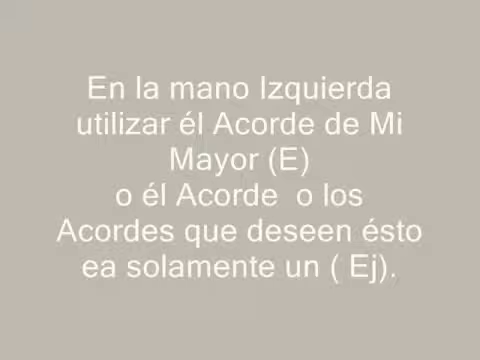 En la mano Izquierda
utilizar él Acorde de Mi
Mayor (E)
o él Acorde  o los
Acordes que deseen ésto
ea solamente un ( Ej).